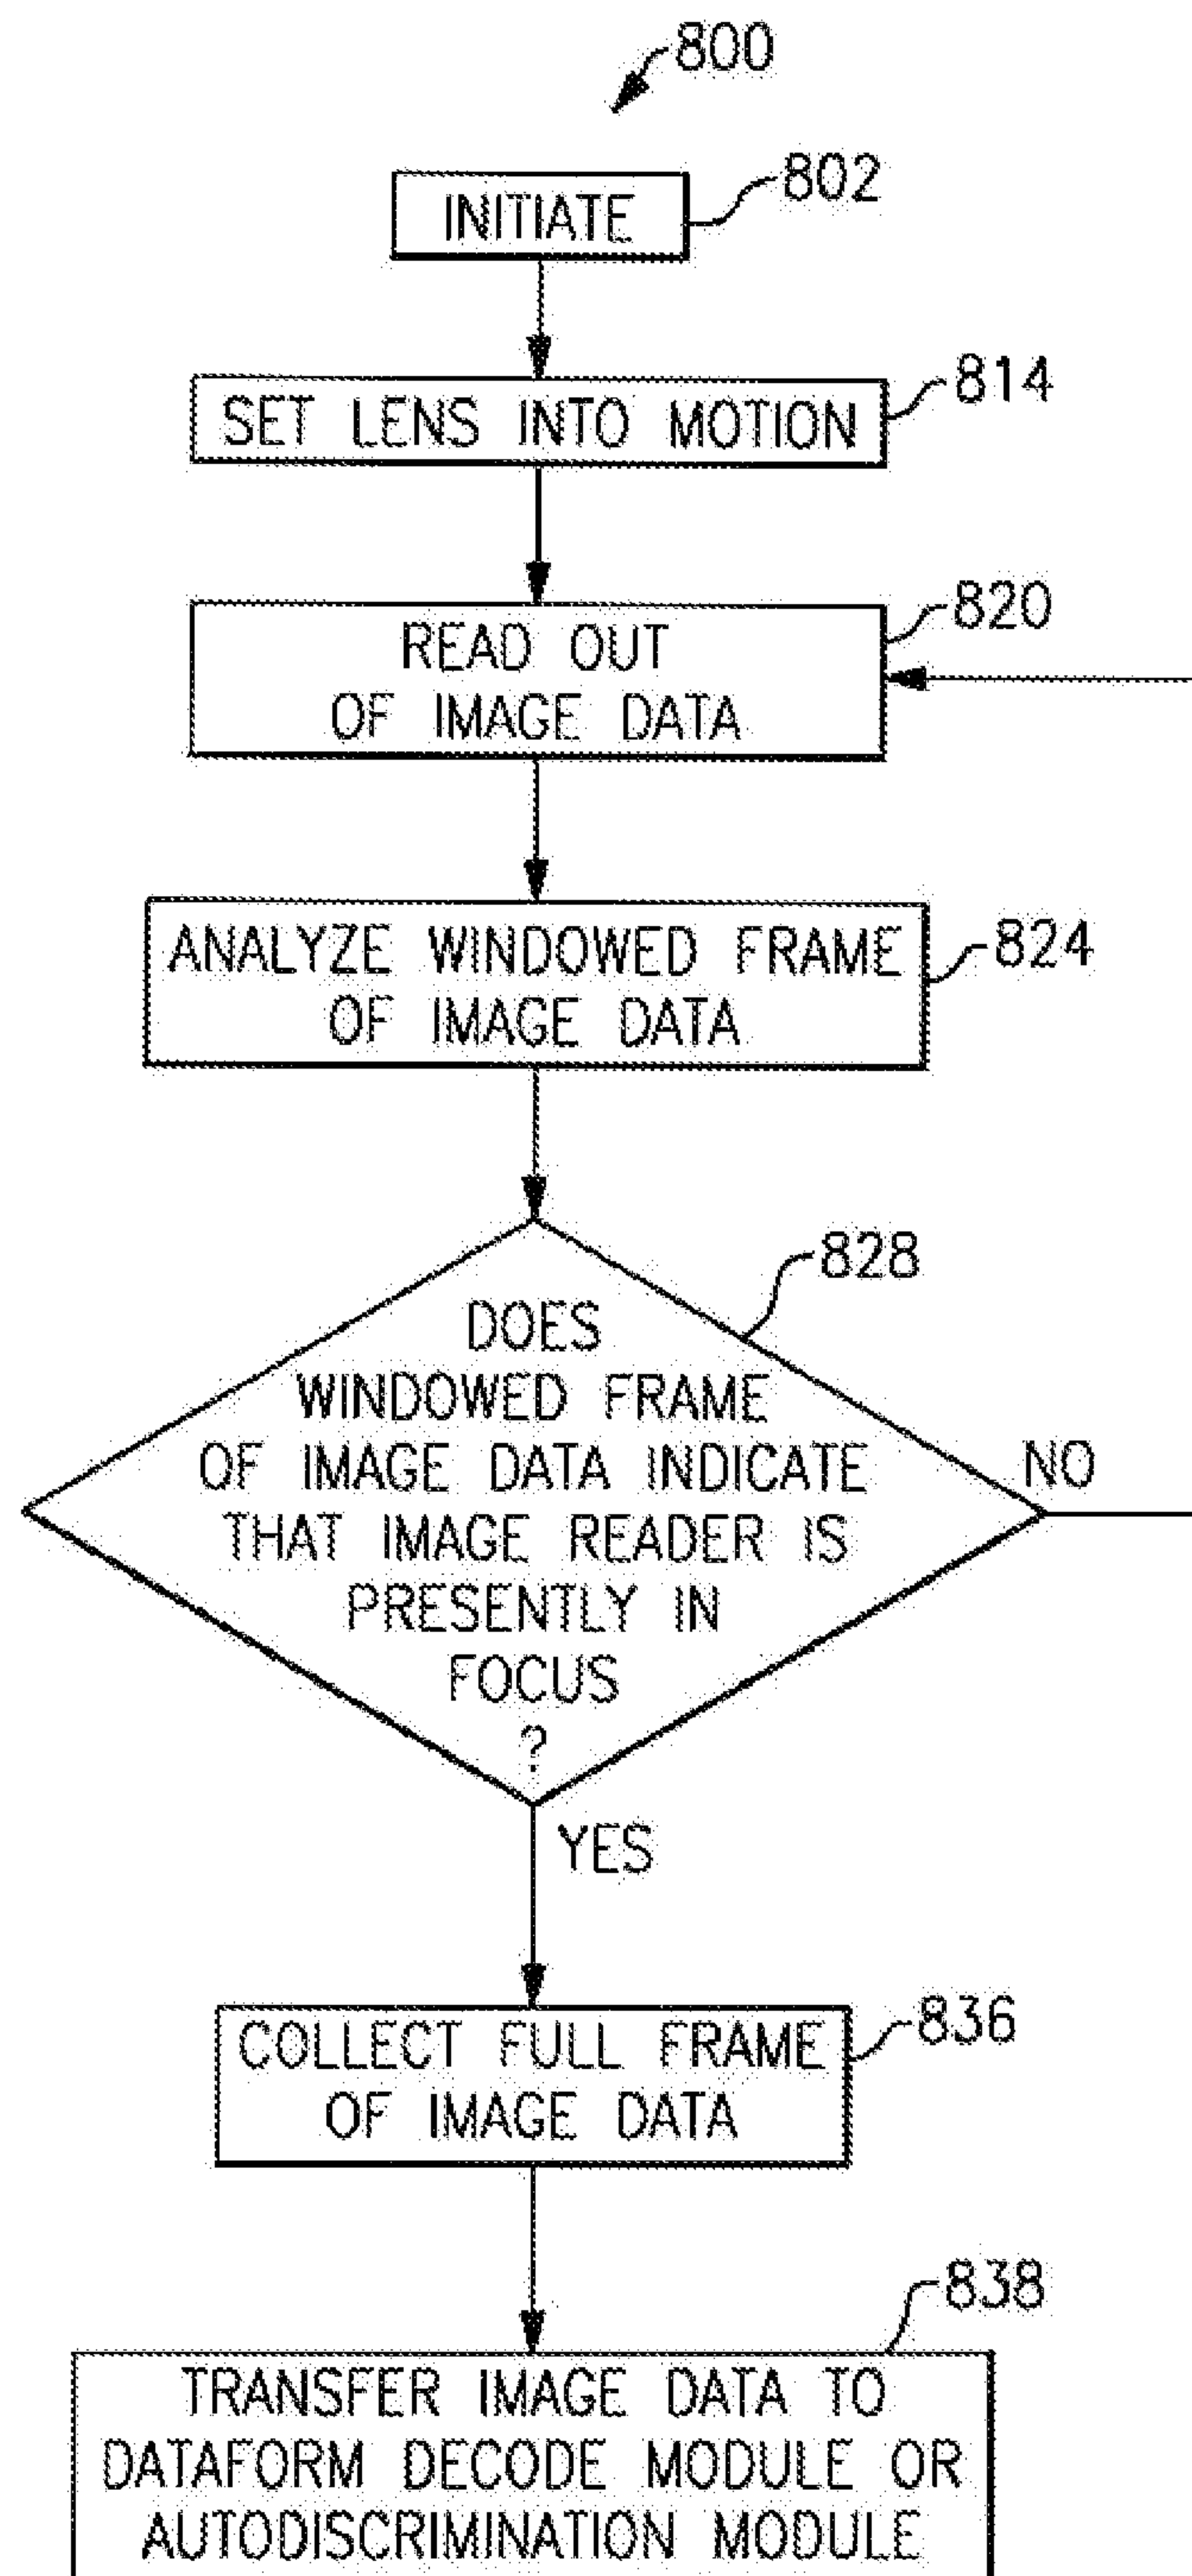 800
INITIATE
802
SET LENS INTO MOTION
814
READ OUT
OF IMAGE DATA
820
ANALYZE WINDOWED FRAME
OF IMAGE DATA
824
DOES
WINDOWED FRAME
OF IMAGE DATA INDICATE
THAT IMAGE READER IS
PRESENTLY IN
FOCUS
?
828
NO
YES
COLLECT FULL FRAME
OF IMAGE DATA
836
838
TRANSFER IMAGE DATA TO
DATAFORM DECODE MODULE OR
AUTODISCRIMINATION MODULE